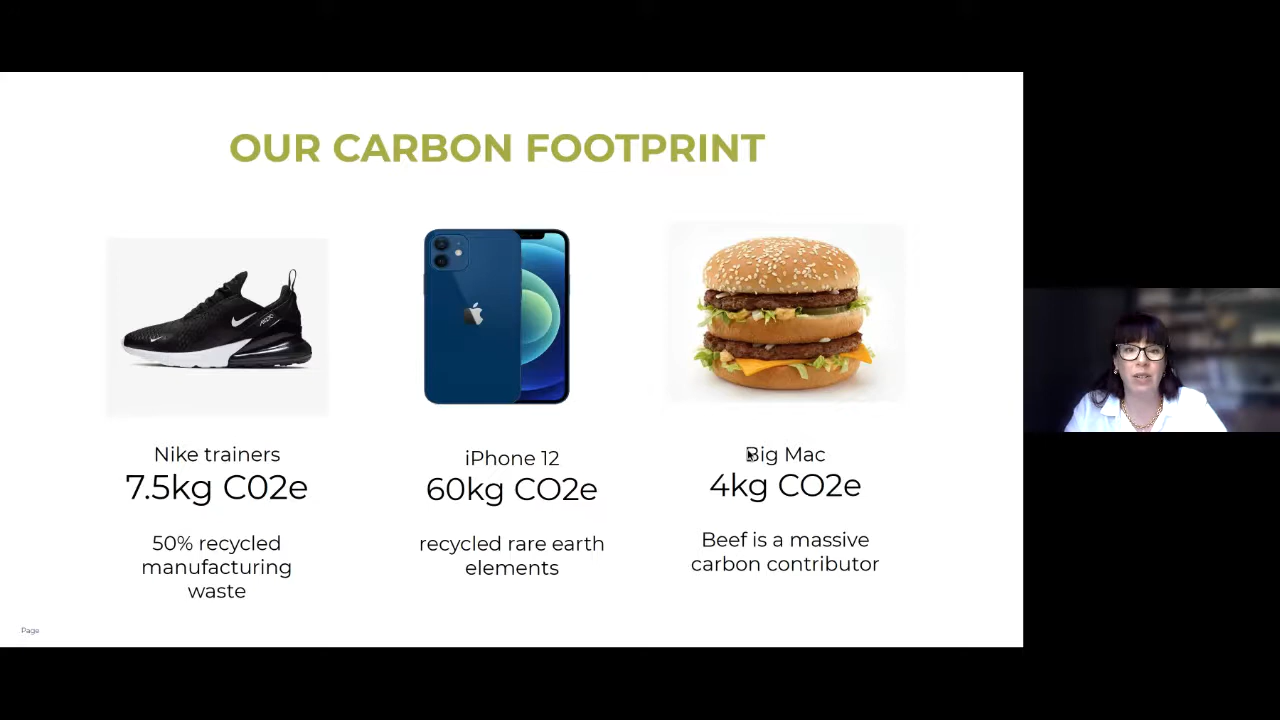 OUR CARBON FOOTPRINT
Nike trainers
7.5kg C02e
50% recycled
manufacturing
waste
iPhone 12
60kg CO2e
recycled rare earth
elements
Big Mac
4kg CO2e
Beef is a massive
carbon contributor
Page